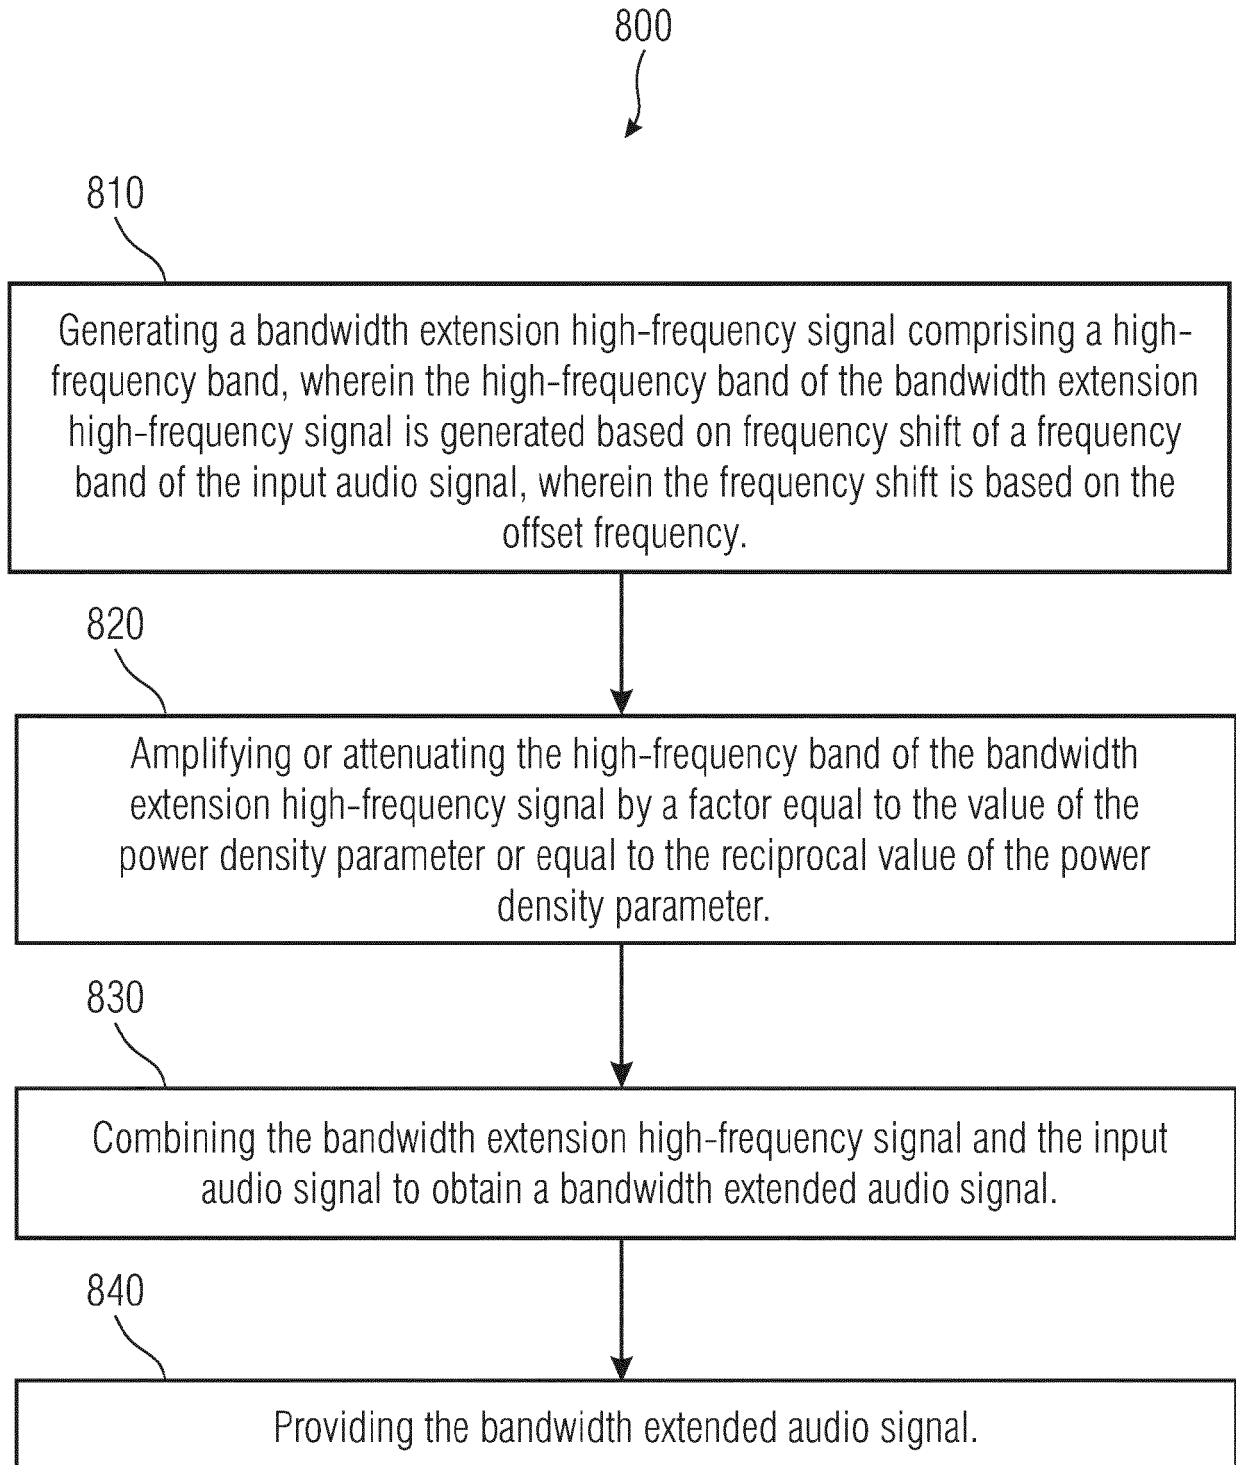 800
810
Generating a bandwidth extension high-frequency signal comprising a high-
frequency band, wherein the high-frequency band of the bandwidth extension
high-frequency signal is generated based on frequency shift of a frequency
band of the input audio signal, wherein the frequency shift is based on the
offset frequency.
820
Amplifying or attenuating the high-frequency band of the bandwidth
extension high-frequency signal by a factor equal to the value of the
power density parameter or equal to the reciprocal value of the power
density parameter.
830
Combining the bandwidth extension high-frequency signal and the input
audio signal to obtain a bandwidth extended audio signal.
840
Providing the bandwidth extended audio signal.